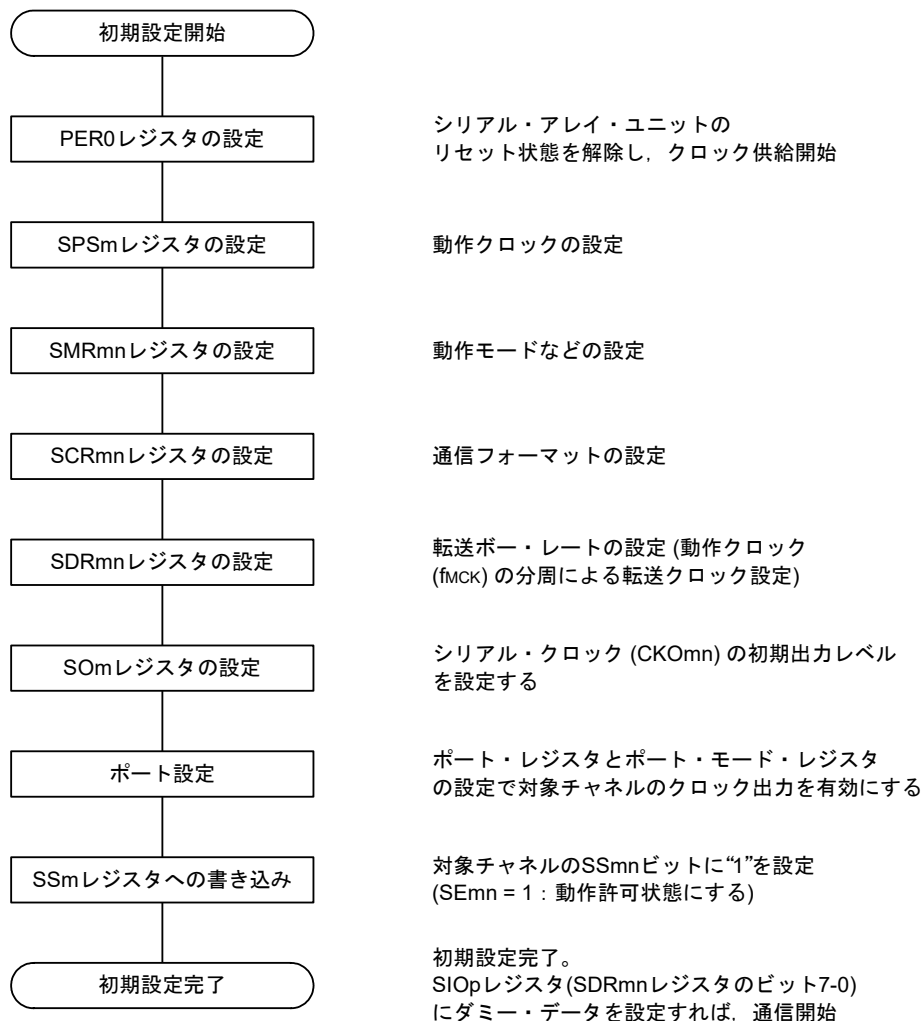 初期設定開始
PER0レジスタの設定
シリアル・アレイ・ユニットの
リセット状態を解除し，クロック供給開始
SPSmレジスタの設定
動作クロックの設定
SMRmnレジスタの設定
動作モードなどの設定
SCRmnレジスタの設定
通信フォーマットの設定
SDRmnレジスタの設定
転送ボー・レートの設定 (動作クロック
(fMCK) の分周による転送クロック設定)
SOmレジスタの設定
シリアル・クロック (CKOmn) の初期出力レベル
を設定する
ポート設定
ポート・レジスタとポート・モード・レジスタ
の設定で対象チャネルのクロック出力を有効にする
SSmレジスタへの書き込み
対象チャネルのSSmnビットに“1”を設定
(SEmn = 1：動作許可状態にする)
初期設定完了
初期設定完了。
SIOpレジスタ(SDRmnレジスタのビット7-0)
にダミー・データを設定すれば，通信開始